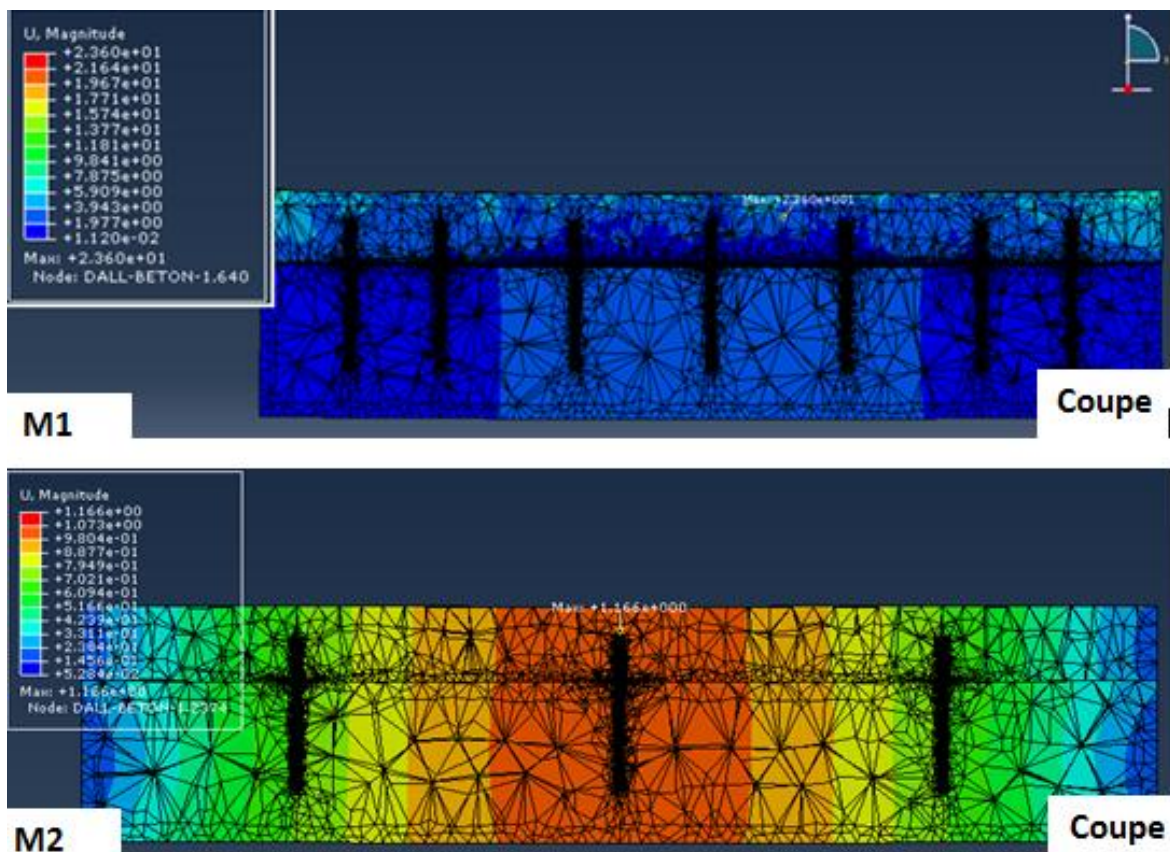 U, Magnitude
+2.360e+01
+2.164e+01
+1.967e+01
+1.771e+01
+1.574e+01
+1.377e+01
+1.181e+01
+9.841e+00
+7.875e+00
+5.909e+00
+3.943e+00
+1.977e+00
+1.120e-02
Max: +2.360e+01
Node: DALL-BETON-1.640
Max: +2.360e+001
M1
Coupe
U, Magnitude
+1.166e+00
+1.073e+00
+9.804e-01
+8.877e-01
+7.949e-01
+7.021e-01
+6.094e-01
+5.166e-01
+4.239e-01
+3.311e-01
+2.384e-01
+1.456e-01
+5.284e-02
Max: +1.166e+00
Node: DALL-BETON-1.2374
Max: +1.166e+000
M2
Coupe